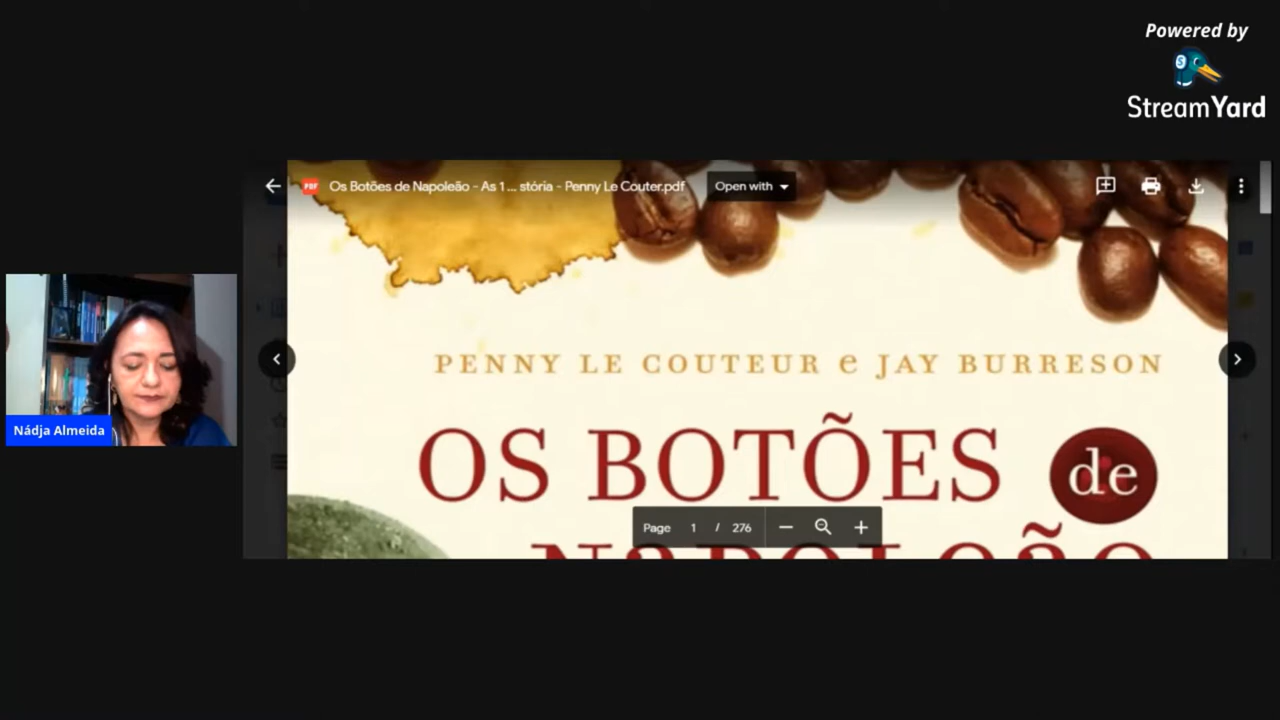 Powered by
StreamYard
Os Botões de Napoleão - As 1 ... stória - Penny Le Couter.pdf
Open with
PENNY LE COUTEUR e JAY BURRESON
OS BOTÕES de
NAPOLEÃO
Page 1 / 276
Nádja Almeida